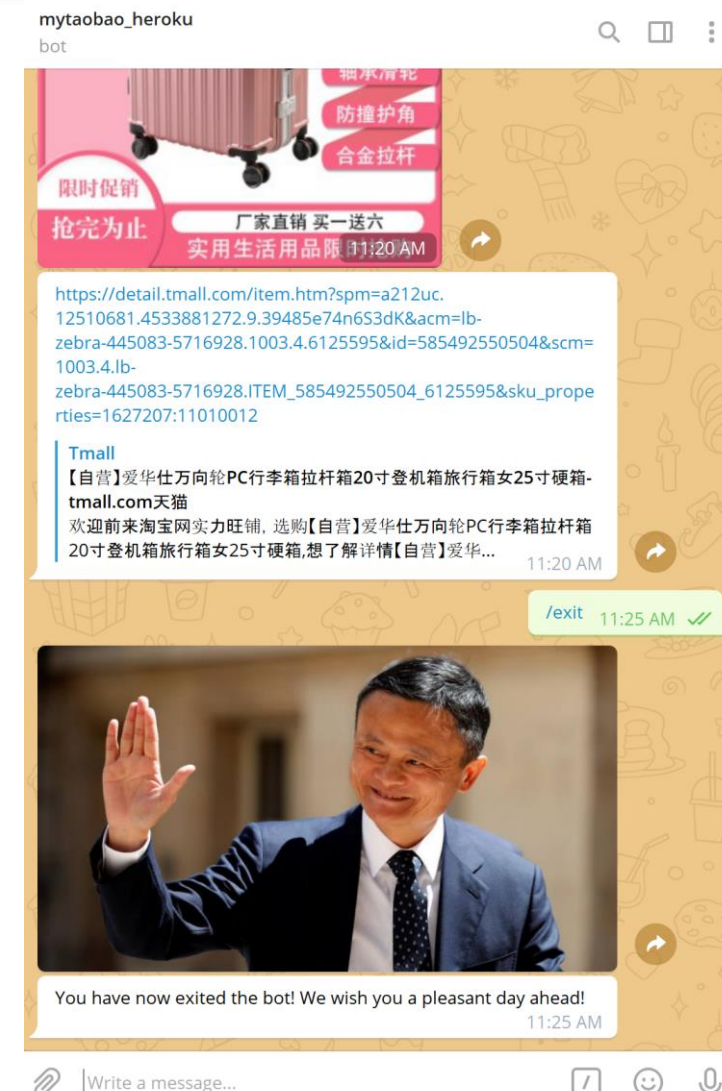 mytaobao_heroku
bot
轴承滑轮
防撞护角
合金拉杆
限时促销
抢完为止
厂家直销 买一送六
实用生活用品限
11:20 AM
https://detail.tmall.com/item.htm?spm=a212uc.
12510681.4533881272.9.39485e74n6S3dK&acm=lb-
zebra-445083-5716928.1003.4.6125595&id=585492550504&scm=
1003.4.lb-
zebra-445083-5716928.ITEM_585492550504_6125595&sku_prope
rties=1627207:11010012
Tmall
【自营】爱华仕万向轮PC行李箱拉杆箱20寸登机箱旅行箱女25寸硬箱-
tmall.com天猫
欢迎前来淘宝网实力旺铺, 选购【自营】爱华仕万向轮PC行李箱拉杆箱
20寸登机箱旅行箱女25寸硬箱,想了解详情【自营】爱华...
11:20 AM
/exit 11:25 AM
You have now exited the bot! We wish you a pleasant day ahead!
11:25 AM
Write a message...